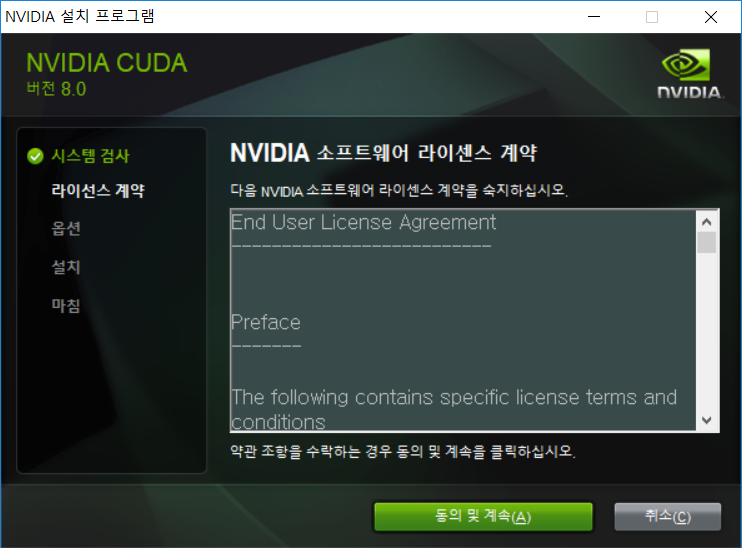 NVIDIA 설치 프로그램
NVIDIA CUDA
버전 8.0
NVIDIA.
시스템 검사
라이선스 계약
옵션
설치
마침
NVIDIA 소프트웨어 라이센스 계약
다음 NVIDIA 소프트웨어 라이센스 계약을 숙지하십시오.
End User License Agreement
--------------------------
Preface
-------
The following contains specific license terms and
conditions
약관 조항을 수락하는 경우 동의 및 계속을 클릭하십시오.
동의 및 계속(A)
취소(C)